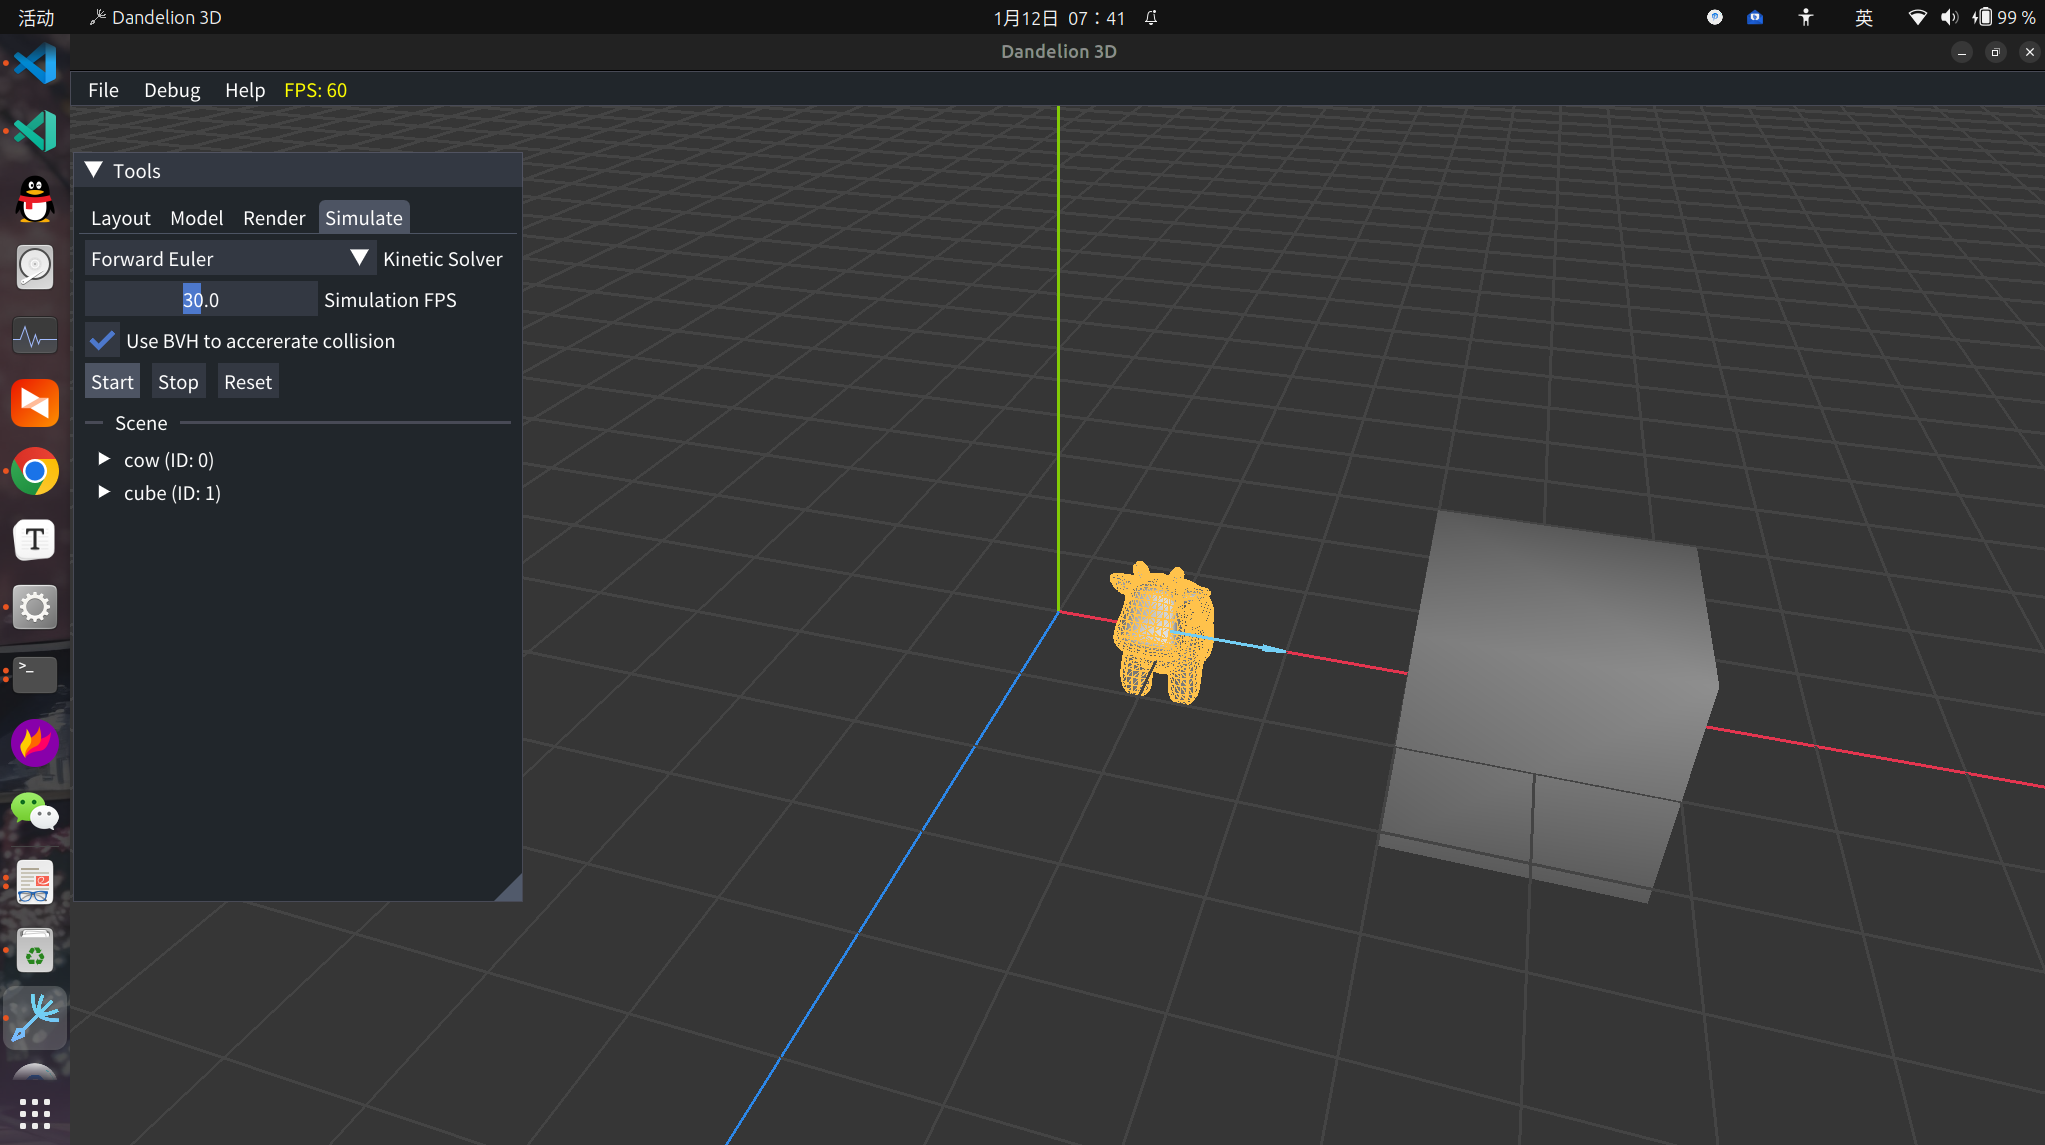 活动 Dandelion 3D 1月12日 07：41 英 99 %
Dandelion 3D
File Debug Help FPS: 60
Tools
Layout Model Render Simulate
Forward Euler Kinetic Solver
30.0 Simulation FPS
Use BVH to accererate collision
Start Stop Reset
Scene
cow (ID: 0)
cube (ID: 1)
T
>_